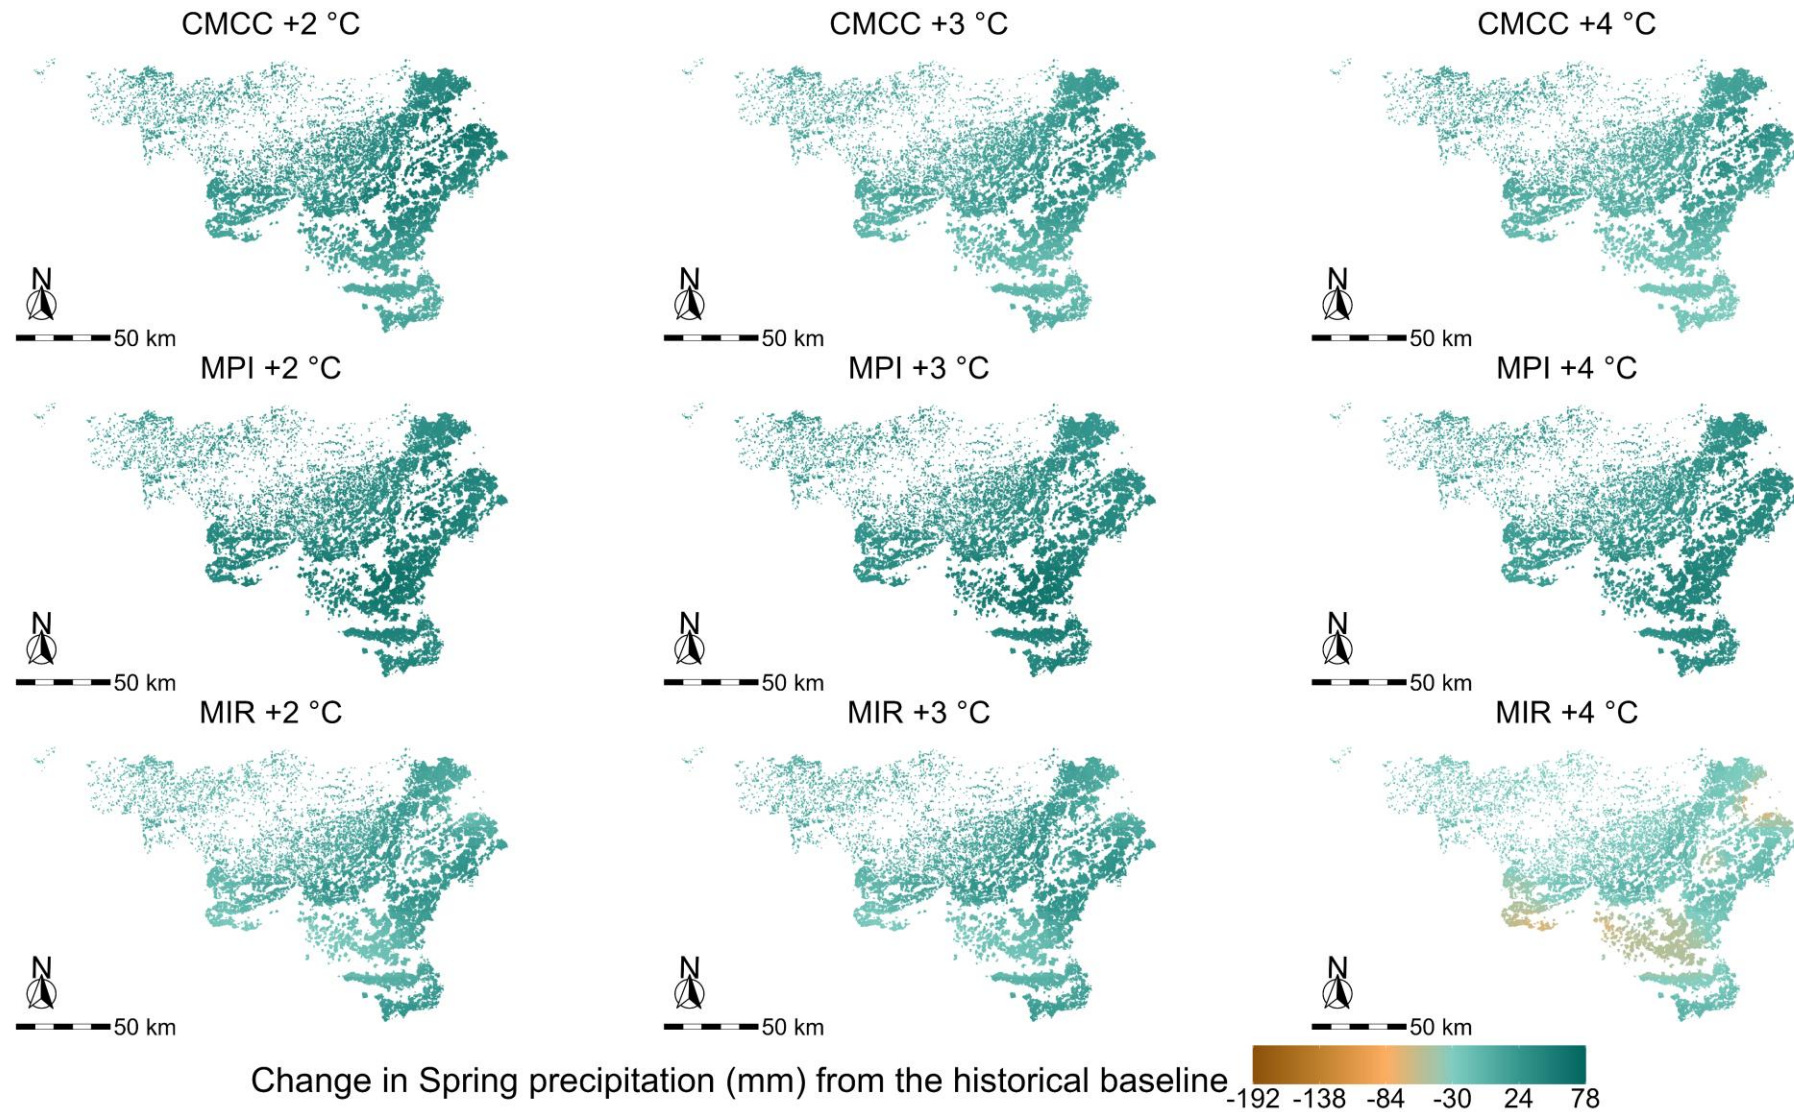 CMCC +2 °C
CMCC +3 °C
CMCC +4 °C
N
50 km
N
50 km
N
50 km
MPI +2 °C
MPI +3 °C
MPI +4 °C
N
50 km
N
50 km
N
50 km
MIR +2 °C
MIR +3 °C
MIR +4 °C
N
50 km
N
50 km
N
50 km
Change in Spring precipitation (mm) from the historical baseline
-192 -138 -84 -30 24 78